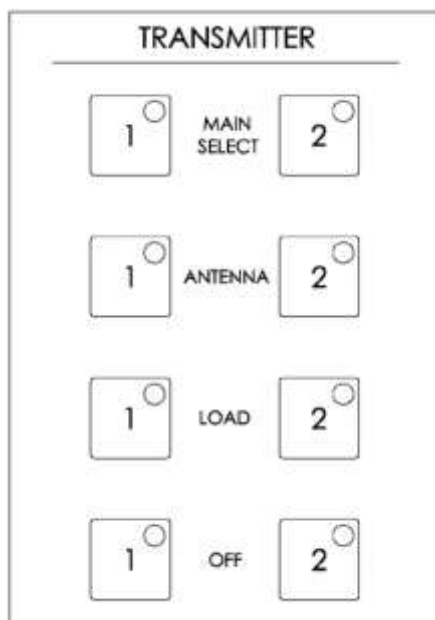 TRANSMITTER
1 MAIN SELECT 2
1 ANTENNA 2
1 LOAD 2
1 OFF 2